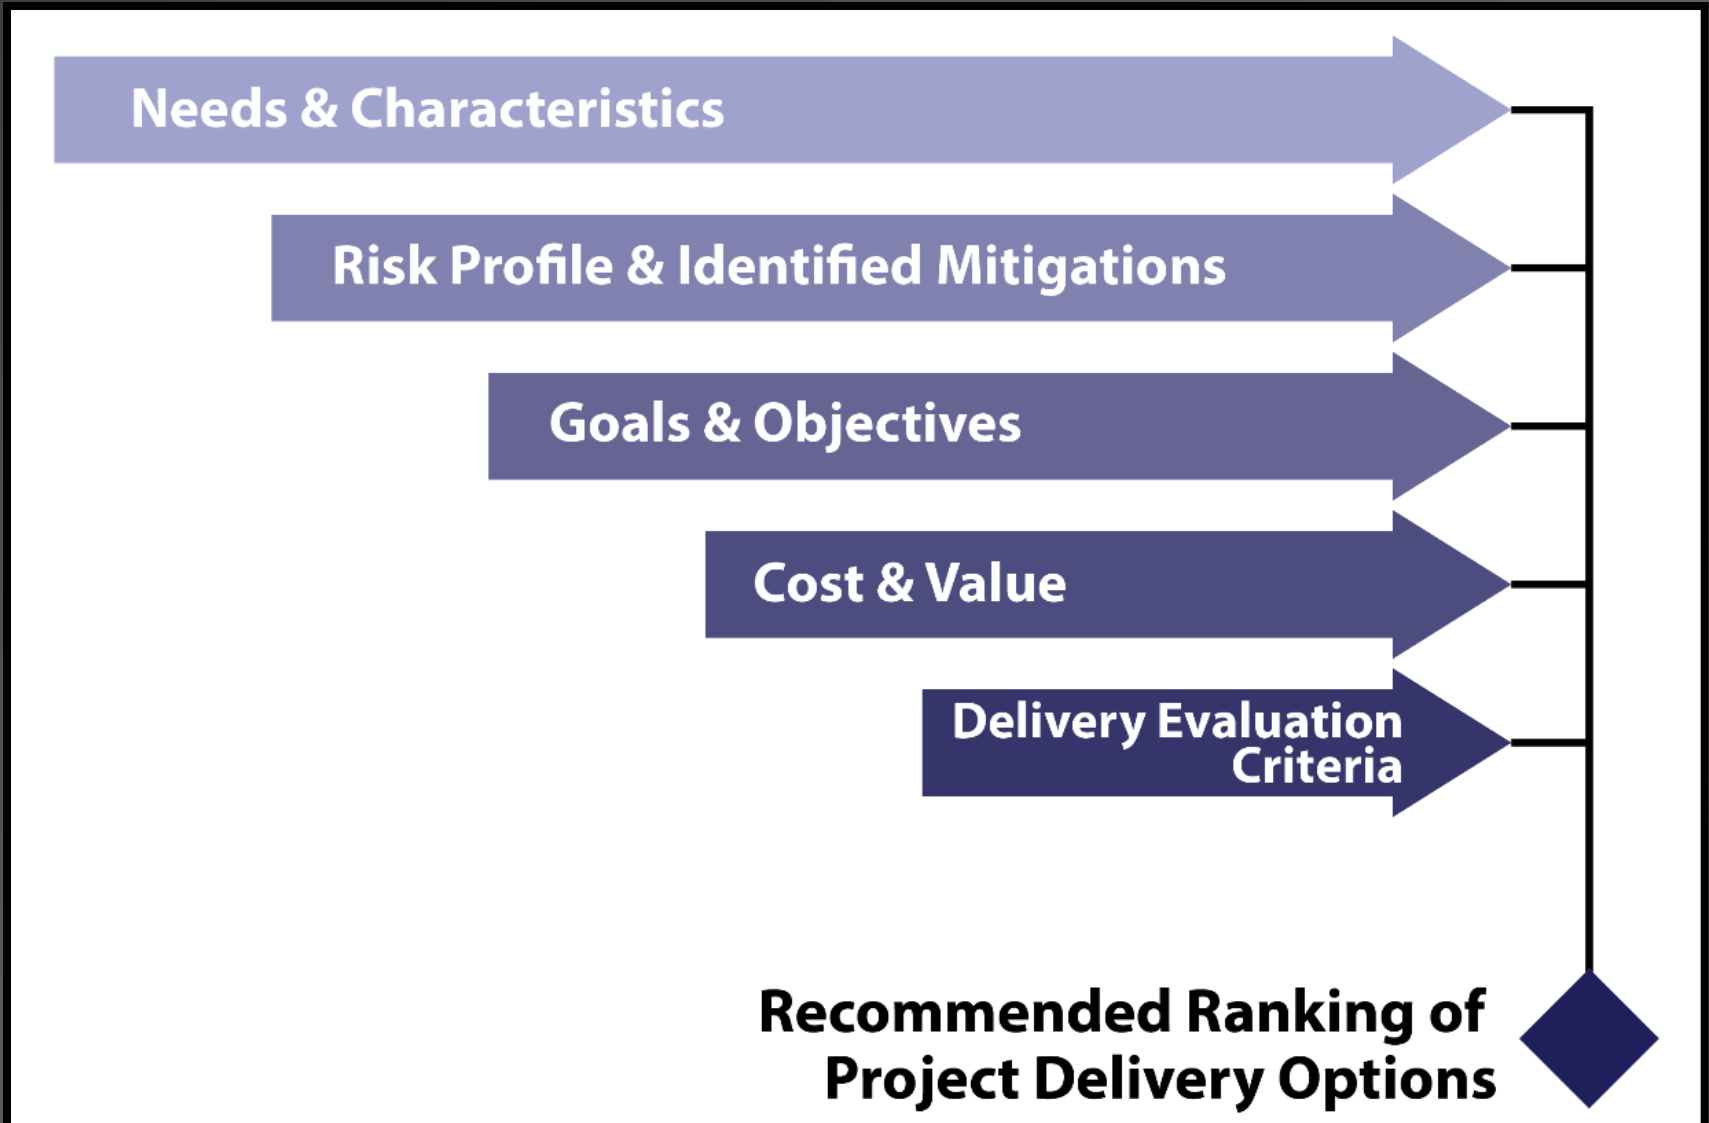 Needs & Characteristics
Risk Profile & Identified Mitigations
Goals & Objectives
Cost & Value
Delivery Evaluation
Criteria
Recommended Ranking of
Project Delivery Options